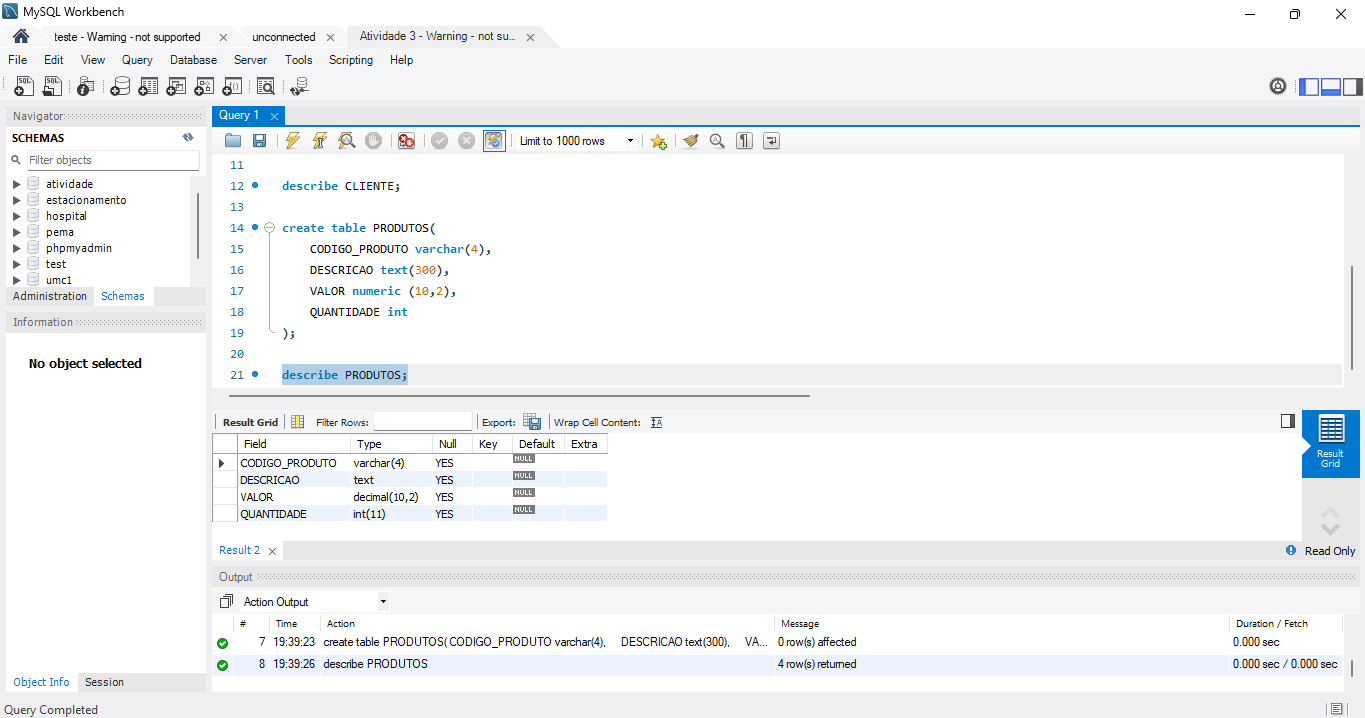 MySQL Workbench
teste - Warning - not supported
unconnected
Atividade 3 - Warning - not su...
File Edit View Query Database Server Tools Scripting Help
Navigator
SCHEMAS
Filter objects
atividade
estacionamento
hospital
pema
phpmyadmin
test
umc1
Administration Schemas
Information
No object selected
Object Info Session
Query 1
Limit to 1000 rows
11
12 describe CLIENTE;
13
14 create table PRODUTOS(
15 CODIGO_PRODUTO varchar(4),
16 DESCRICAO text(300),
17 VALOR numeric (10,2),
18 QUANTIDADE int
19 );
20
21 describe PRODUTOS;
Result Grid Filter Rows: Export: Wrap Cell Content:
Field Type Null Key Default Extra
CODIGO_PRODUTO varchar(4) YES NULL
DESCRICAO text YES NULL
VALOR decimal(10,2) YES NULL
QUANTIDADE int(11) YES NULL
Result
Grid
Result 2
Read Only
Output
Action Output
# Time Action Message Duration / Fetch
7 19:39:23 create table PRODUTOS( CODIGO_PRODUTO varchar(4), DESCRICAO text(300), VA... 0 row(s) affected 0.000 sec
8 19:39:26 describe PRODUTOS 4 row(s) returned 0.000 sec / 0.000 sec
Query Completed